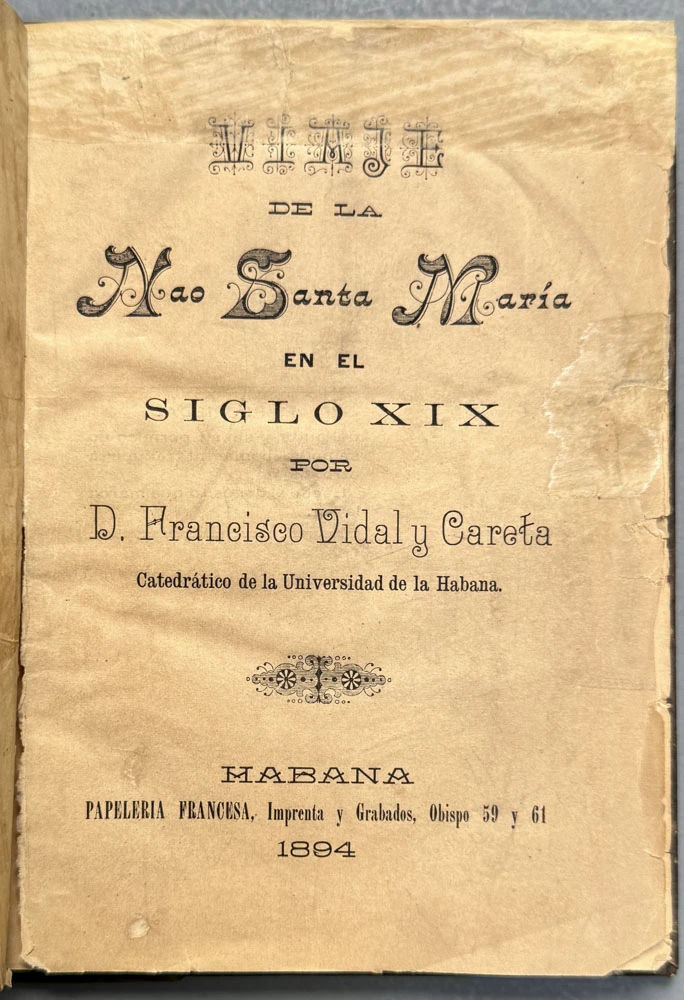 VIAJE
DE LA
Nao Santa María
EN EL
SIGLO XIX
POR
D. Francisco Vidal y Careta
Catedrático de la Universidad de la Habana.
HABANA
PAPELERIA FRANCESA, Imprenta y Grabados, Obispo 59 y 61
1894